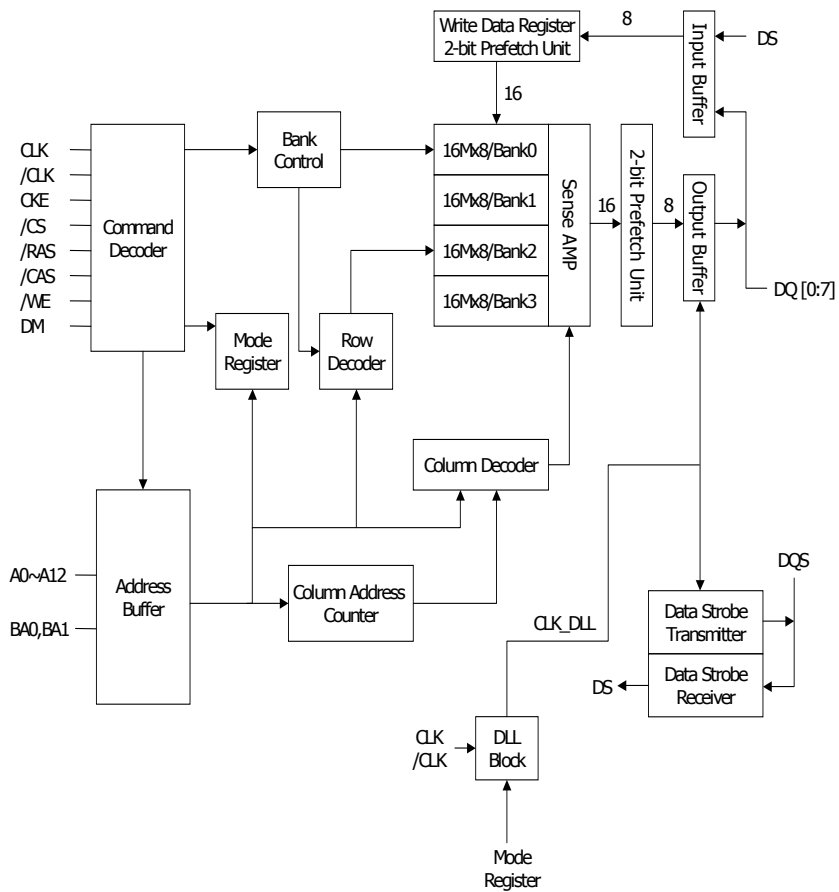 Write Data Register
2-bit Prefetch Unit
8
Input Buffer
DS
16
Bank
Control
CLK
/CLK
CKE
/CS
/RAS
/CAS
/WE
DM
Command
Decoder
16Mx8/Bank0
16Mx8/Bank1
16Mx8/Bank2
16Mx8/Bank3
Sense AMP
16
2-bit Prefetch Unit
8
Output Buffer
DQ [0:7]
Mode
Register
Row
Decoder
Column Decoder
A0~A12
BA0,BA1
Address
Buffer
Column Address
Counter
CLK_DLL
DQS
Data Strobe
Transmitter
Data Strobe
Receiver
DS
CLK
/CLK
DLL
Block
Mode
Register